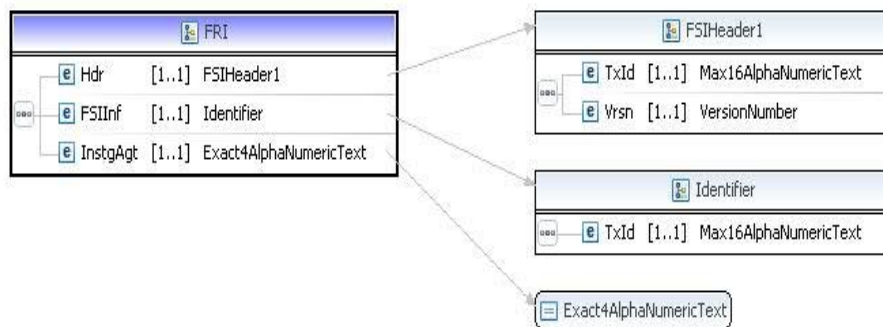 FRI
e Hdr [1..1] FSIHeader1
e FSIInf [1..1] Identifier
e InstgAgt [1..1] Exact4AlphaNumericText
FSIHeader1
e TxId [1..1] Max16AlphaNumericText
e Vrsn [1..1] VersionNumber
Identifier
e TxId [1..1] Max16AlphaNumericText
Exact4AlphaNumericText